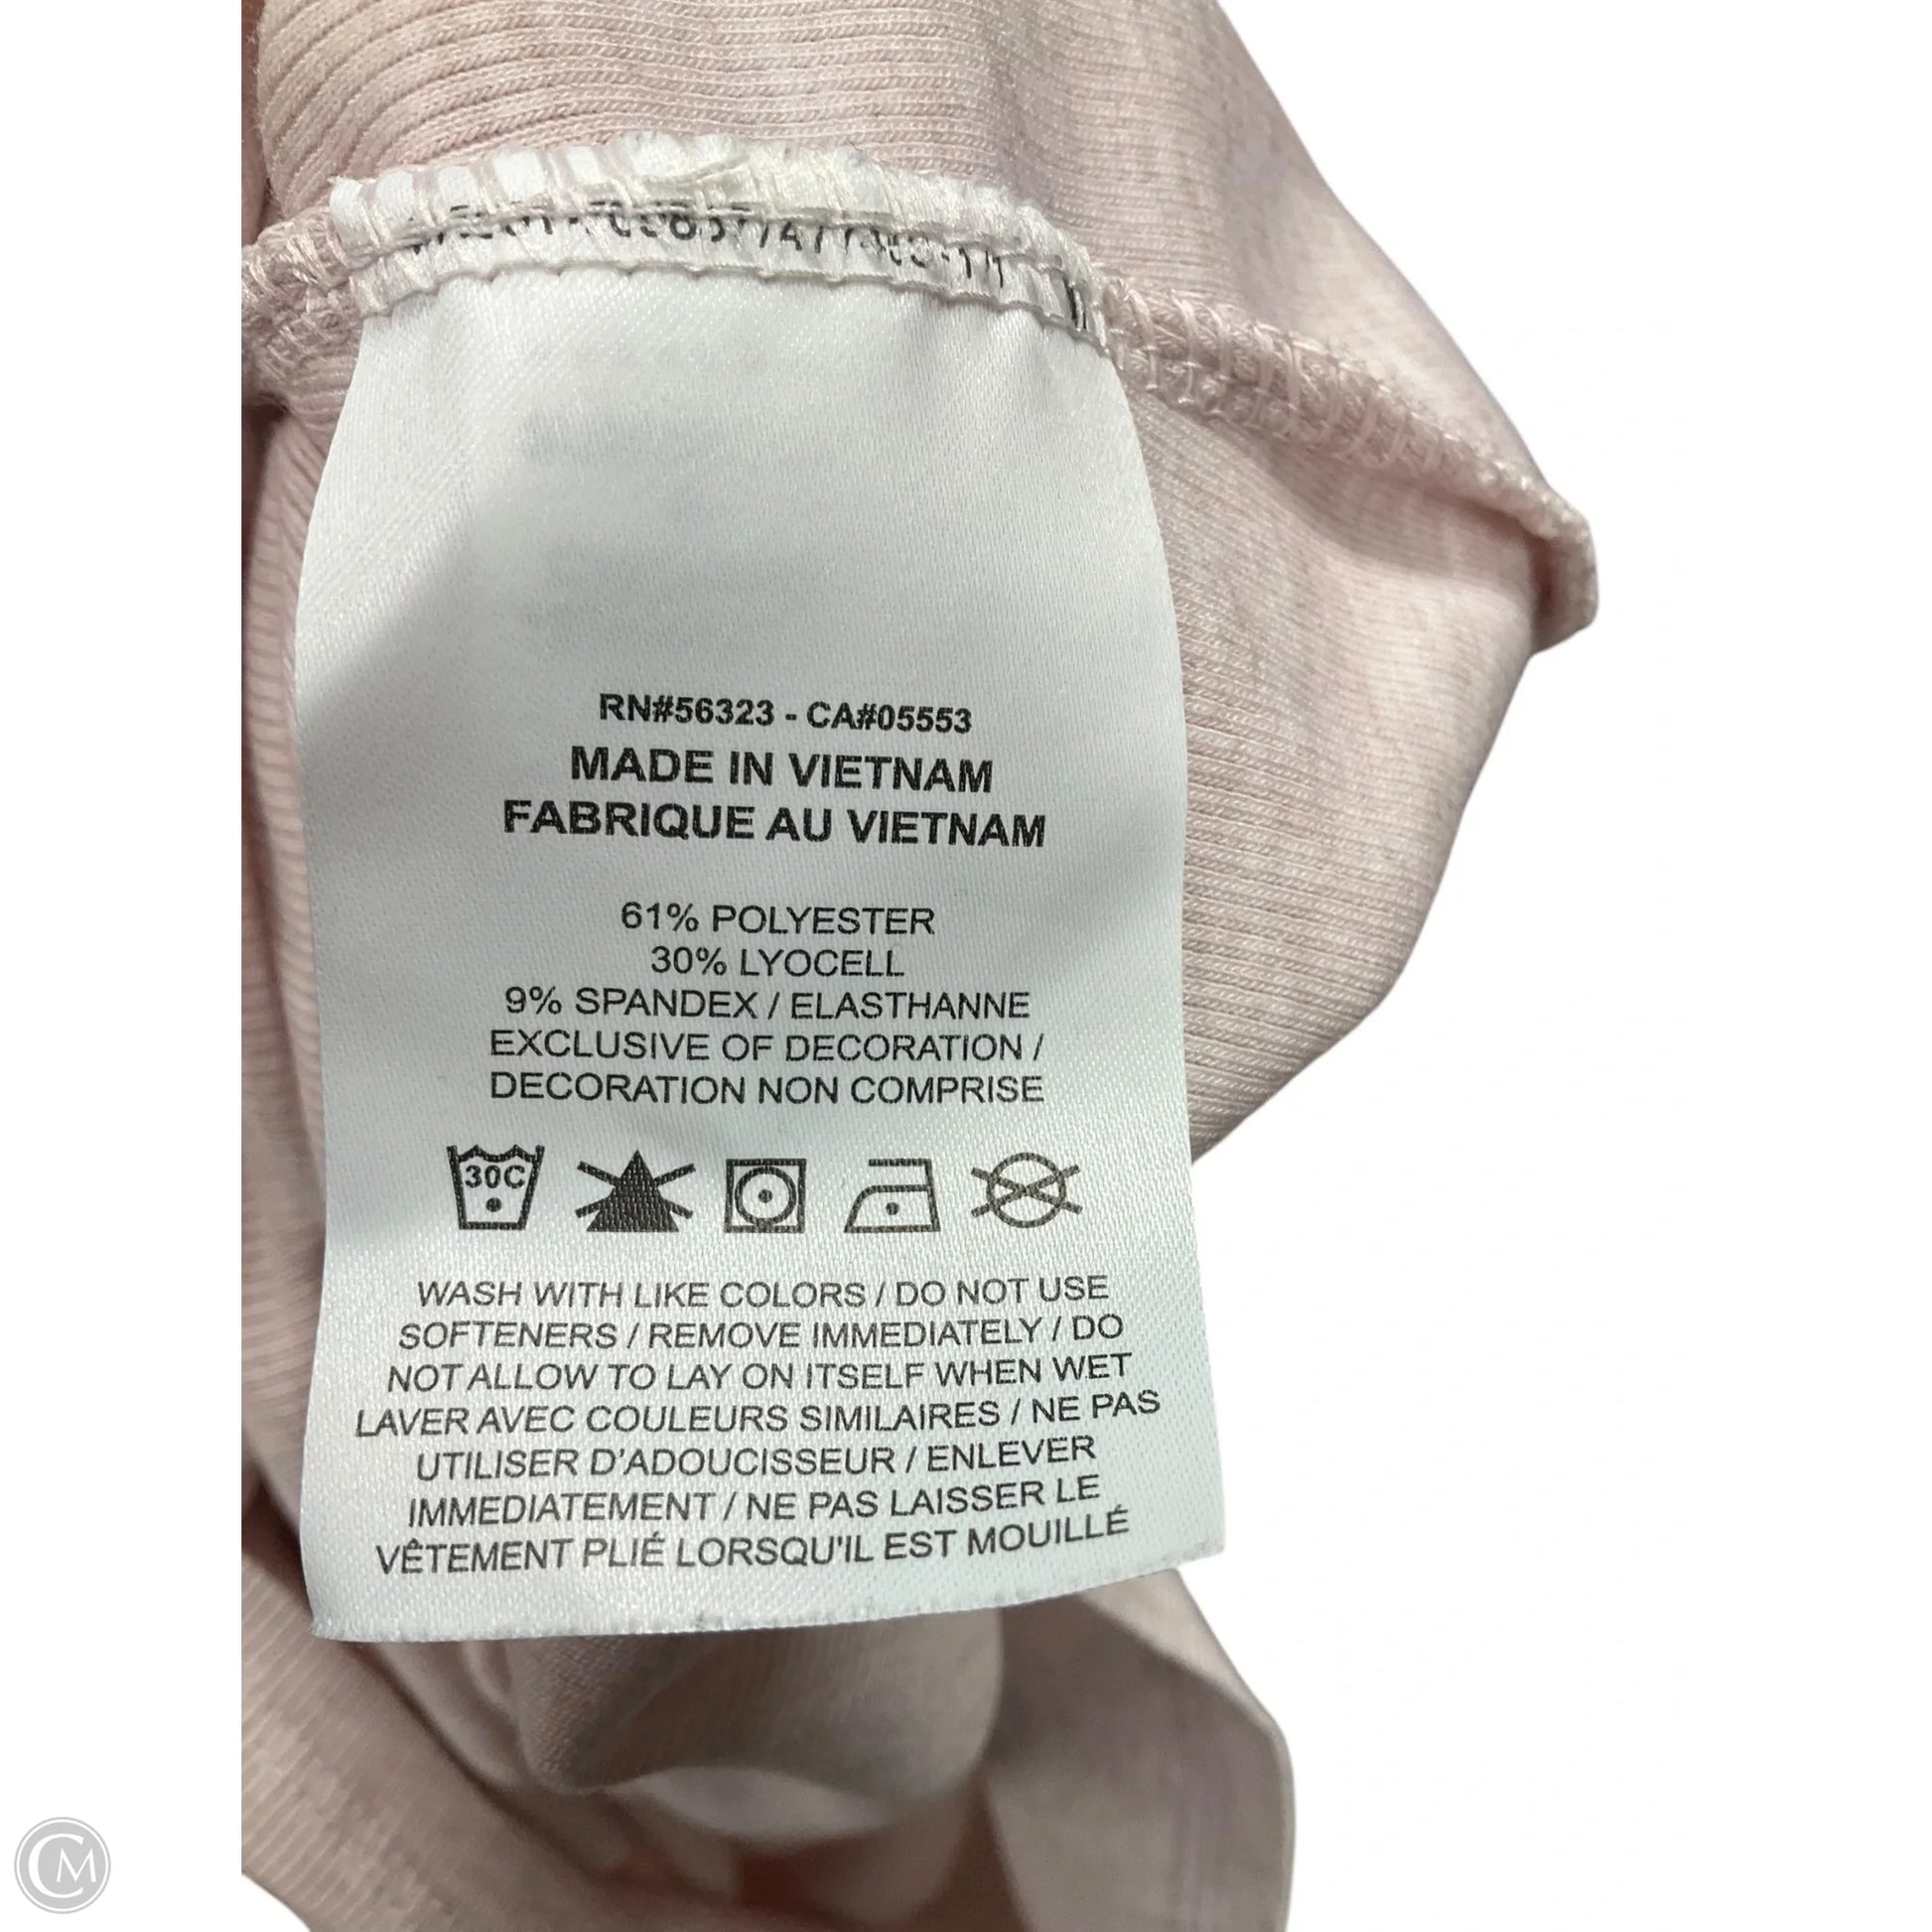 RN#56323 - CA#05553
MADE IN VIETNAM
FABRIQUE AU VIETNAM
61% POLYESTER
30% LYOCELL
9% SPANDEX / ELASTHANNE
EXCLUSIVE OF DECORATION /
DECORATION NON COMPRISE
30C
WASH WITH LIKE COLORS / DO NOT USE
SOFTENERS / REMOVE IMMEDIATELY / DO
NOT ALLOW TO LAY ON ITSELF WHEN WET
LAVER AVEC COULEURS SIMILAIRES / NE PAS
UTILISER D'ADOUCISSEUR / ENLEVER
IMMEDIATEMENT / NE PAS LAISSER LE
VÊTEMENT PLIÉ LORSQU'IL EST MOUILLÉ
CM